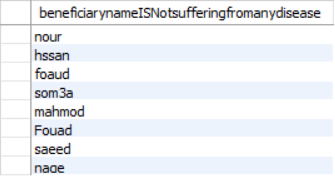 beneficiarynameISNotsufferingfromanydisease
nour
hssan
foaud
som3a
mahmod
Fouad
saeed
nage